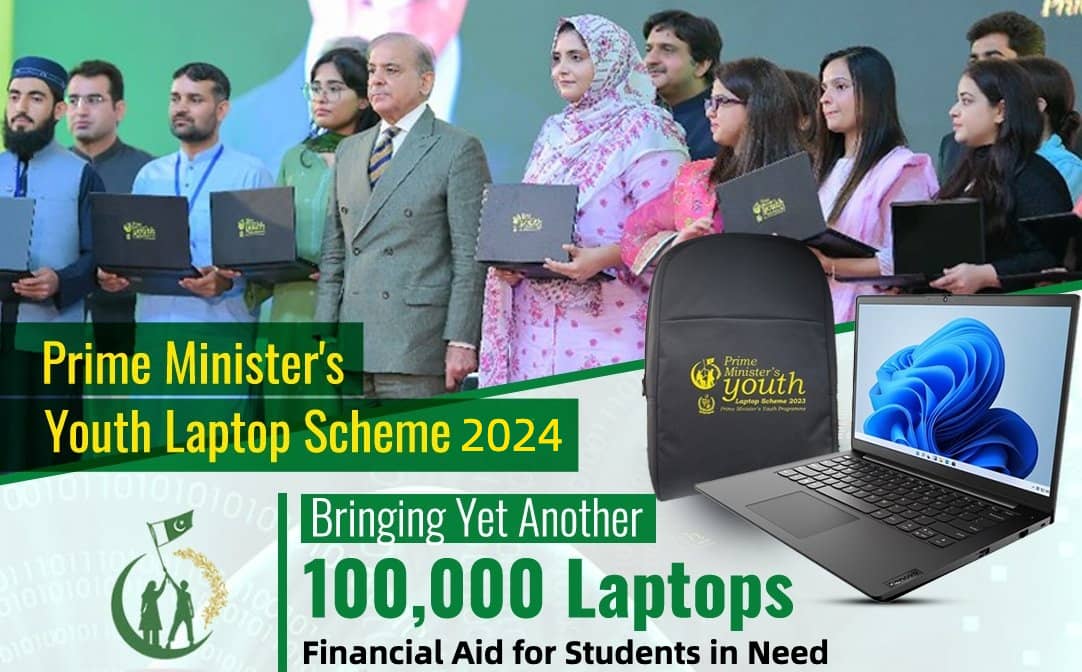 Prime Minister's
Youth Laptop Scheme 2024
Prime
Minister's
youth
Laptop Scheme 2023
Prime Minister's Youth Programme
Bringing Yet Another
100,000 Laptops
Financial Aid for Students in Need